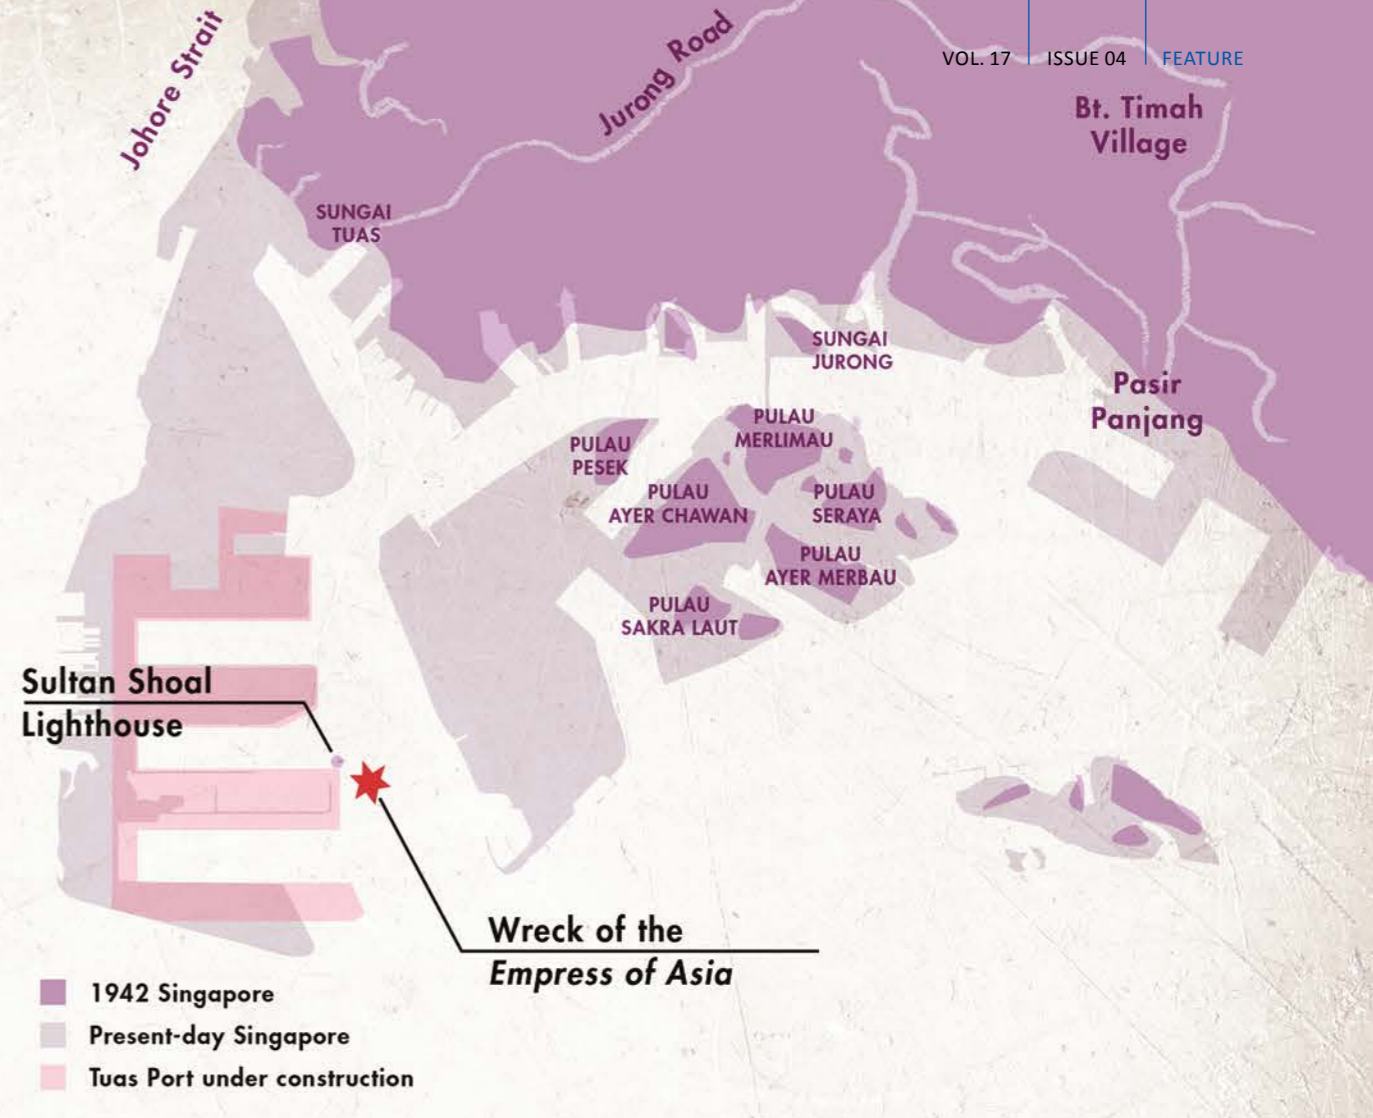 VOL. 17 ISSUE 04 FEATURE
Johore Strait
Jurong Road
Bt. Timah
Village
SUNGAI
TUAS
SUNGAI
JURONG
Pasir
Panjang
PULAU
MERLIMAU
PULAU
PESEK
PULAU
AYER CHAWAN
PULAU
SERAYA
PULAU
AYER MERBAU
PULAU
SAKRA LAUT
Sultan Shoal
Lighthouse
Wreck of the
Empress of Asia
1942 Singapore
Present-day Singapore
Tuas Port under construction